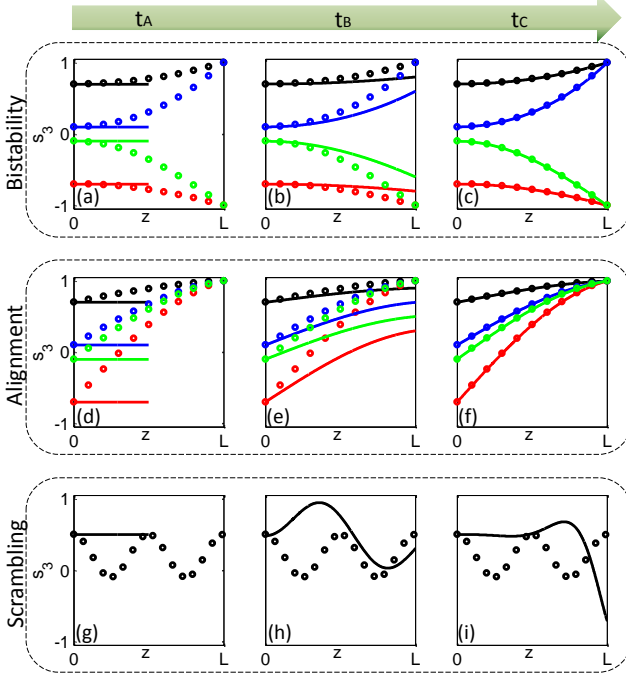 tA tB tC
Bistability
1
0
-1
s3
(a) (b) (c)
0 z L 0 z L 0 z L
Alignment
1
0
-1
s3
(d) (e) (f)
0 z L 0 z L 0 z L
Scrambling
1
0
-1
s3
(g) (h) (i)
0 z L 0 z L 0 z L